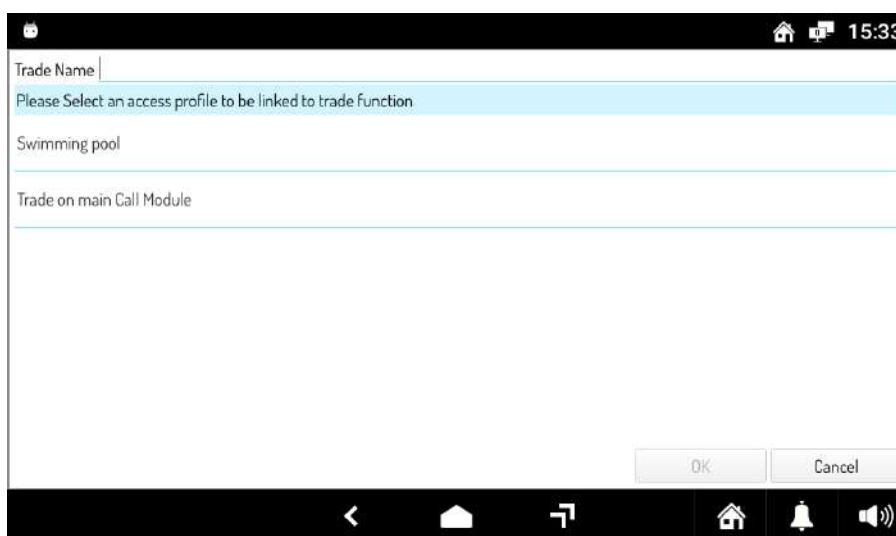 15:33
Trade Name
Please Select an access profile to be linked to trade function
Swimming pool
Trade on main Call Module
OK
Cancel